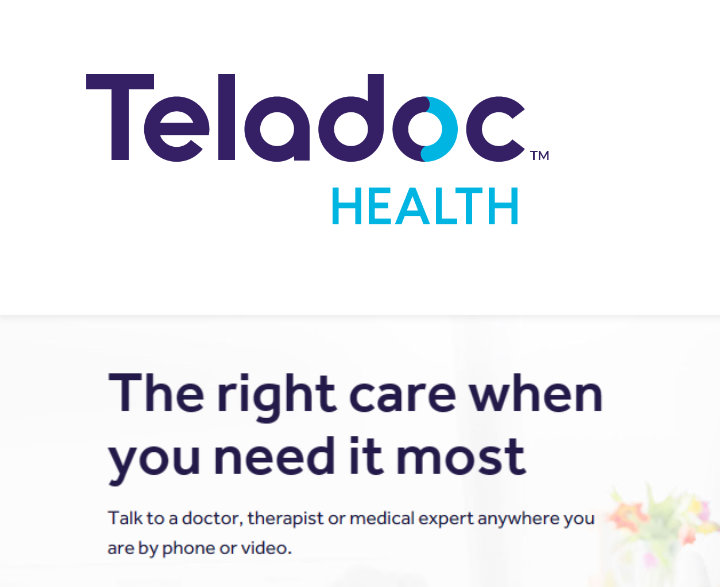 Teladoc™
HEALTH
The right care when
you need it most
Talk to a doctor, therapist or medical expert anywhere you
are by phone or video.